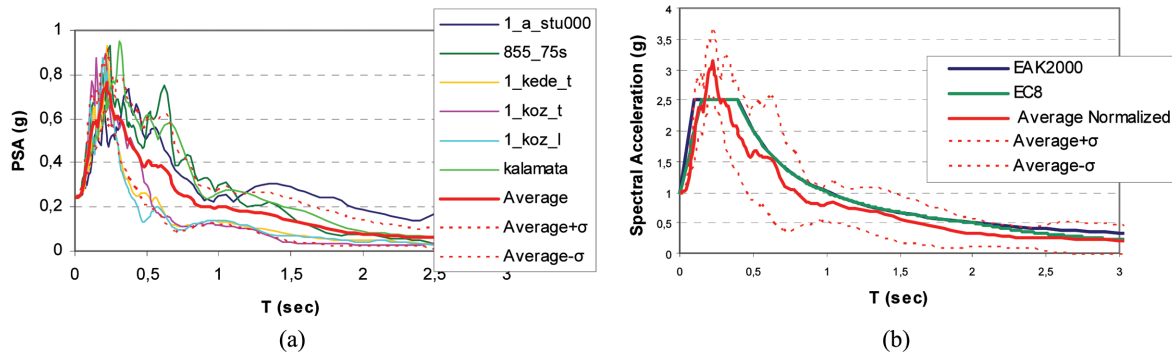 PSA (g)
1
0,8
0,6
0,4
0,2
0
0 0,5 1 1,5 2 2,5 3
T (sec)
1_a_stu000
855_75s
1_kede_t
1_koz_t
1_koz_l
kalamata
Average
Average+σ
Average-σ
(a)
Spectral Acceleration (g)
4
3,5
3
2,5
2
1,5
1
0,5
0
0 0,5 1 1,5 2 2,5 3
T (sec)
EAK2000
EC8
Average Normalized
Average+σ
Average-σ
(b)